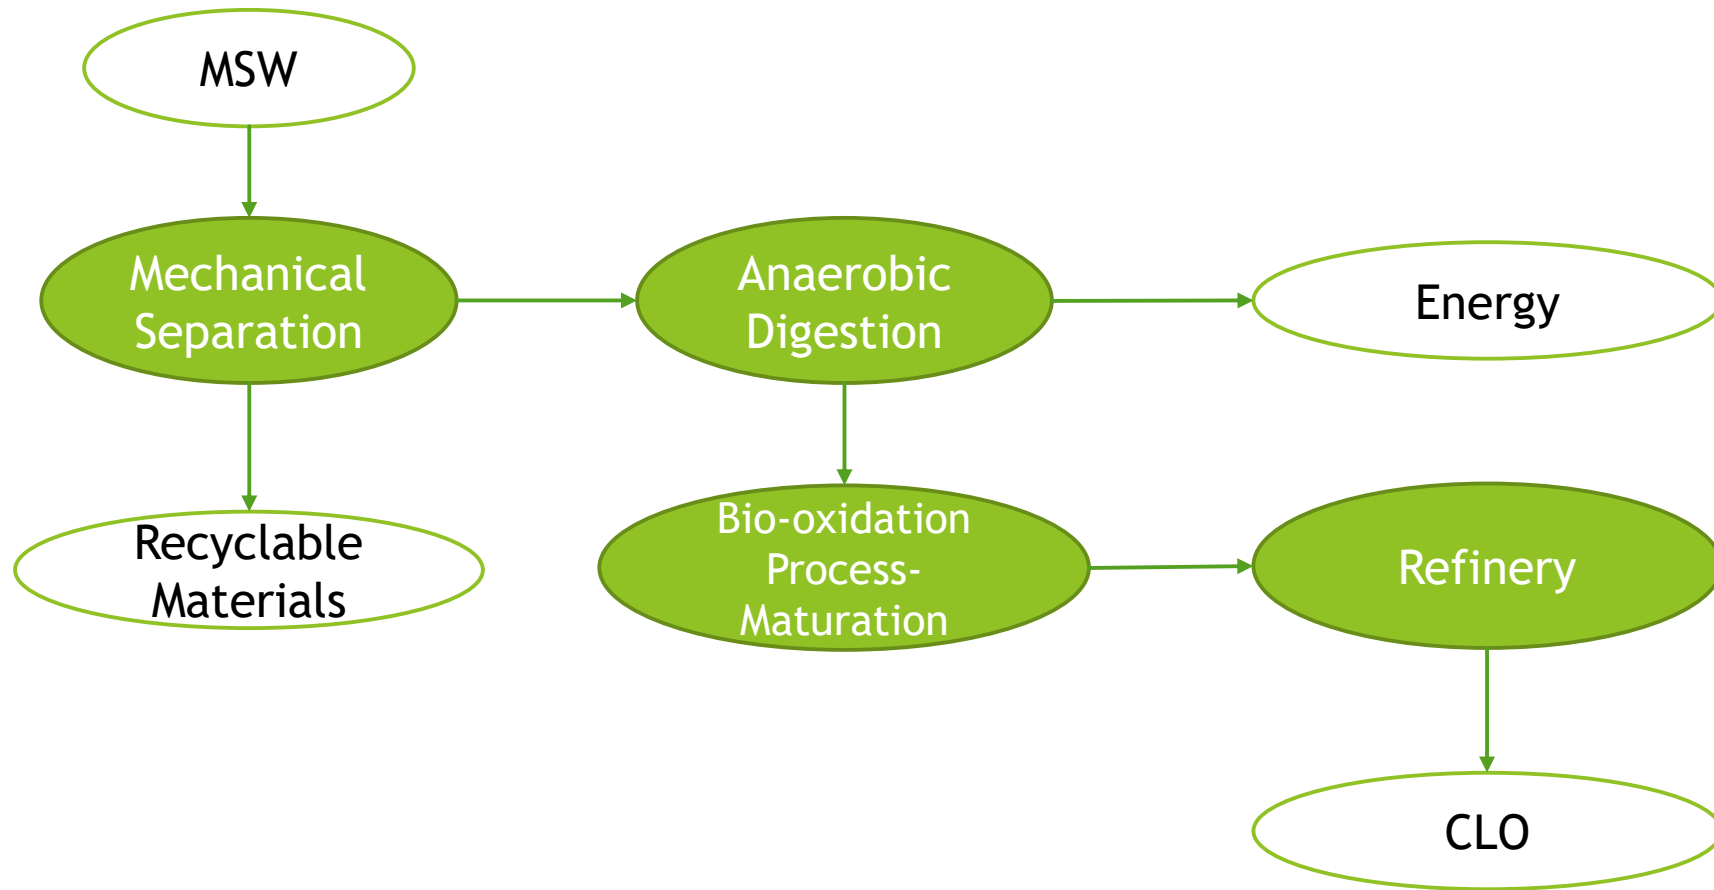 MSW
Mechanical
Separation
Anaerobic
Digestion
Energy
Recyclable
Materials
Bio-oxidation
Process-
Maturation
Refinery
CLO